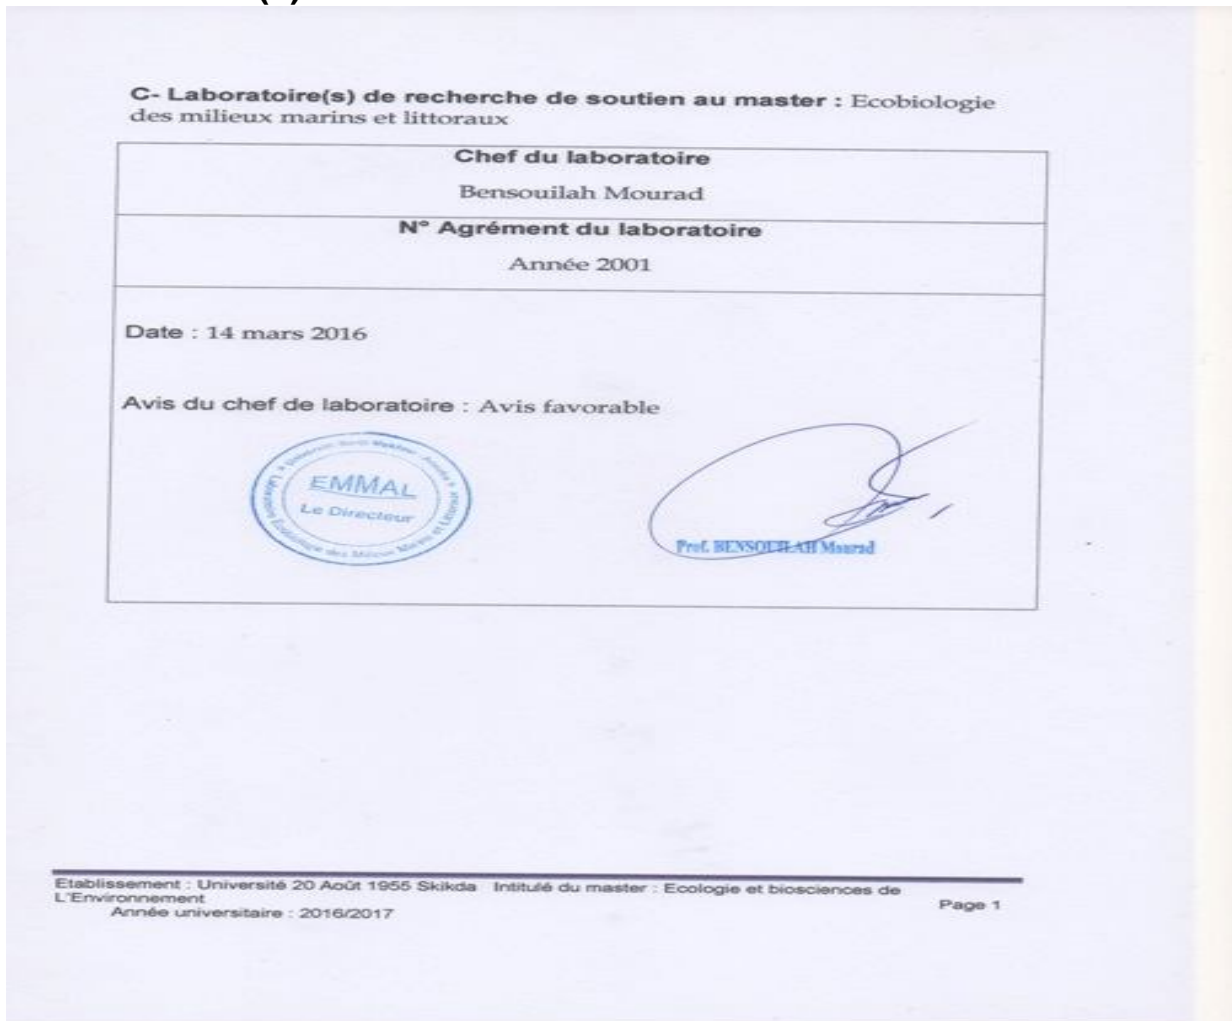 C- Laboratoire(s) de recherche de soutien au master : Ecobiologie
des milieux marins et littoraux
Chef du laboratoire
Bensouilah Mourad
N° Agrément du laboratoire
Année 2001
Date : 14 mars 2016
Avis du chef de laboratoire : Avis favorable
EMMAL
Le Directeur
Prof. BENSOUILAH Mourad
Etablissement : Université 20 Août 1955 Skikda Intitulé du master : Ecologie et biosciences de
L'Environnement
Année universitaire : 2016/2017
Page 1